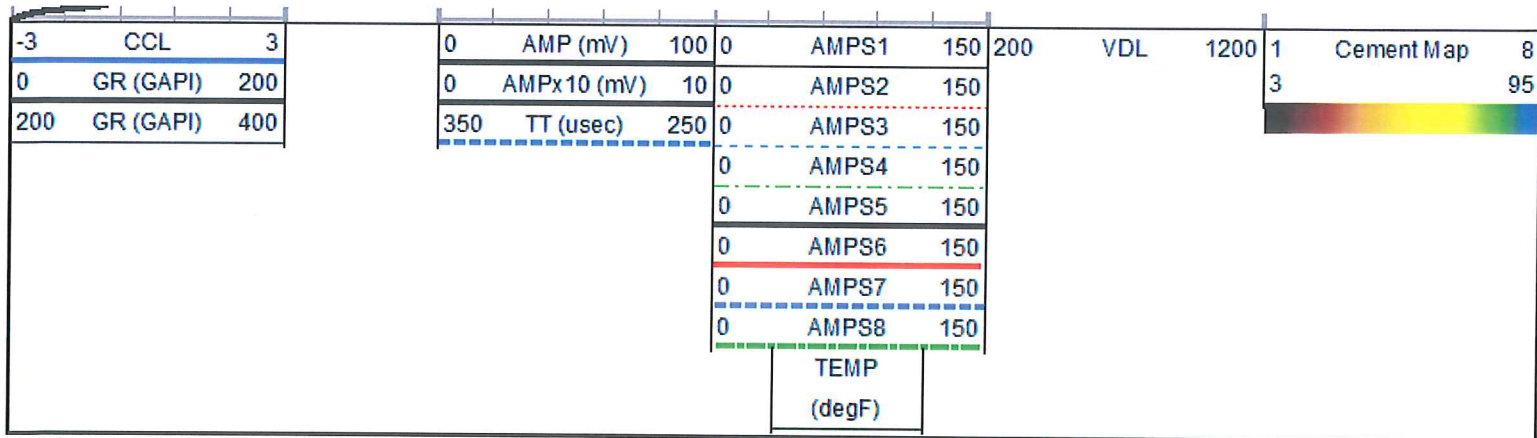 -3 CCL 3 0 AMP (mV) 100 0 AMPS1 150 200 VDL 1200 1 Cement Map 8
0 GR (GAPI) 200 0 AMPx10 (mV) 10 0 AMPS2 150 3 95
200 GR (GAPI) 400 350 TT (usec) 250 0 AMPS3 150
0 AMPS4 150
0 AMPS5 150
0 AMPS6 150
0 AMPS7 150
0 AMPS8 150
TEMP
(degF)